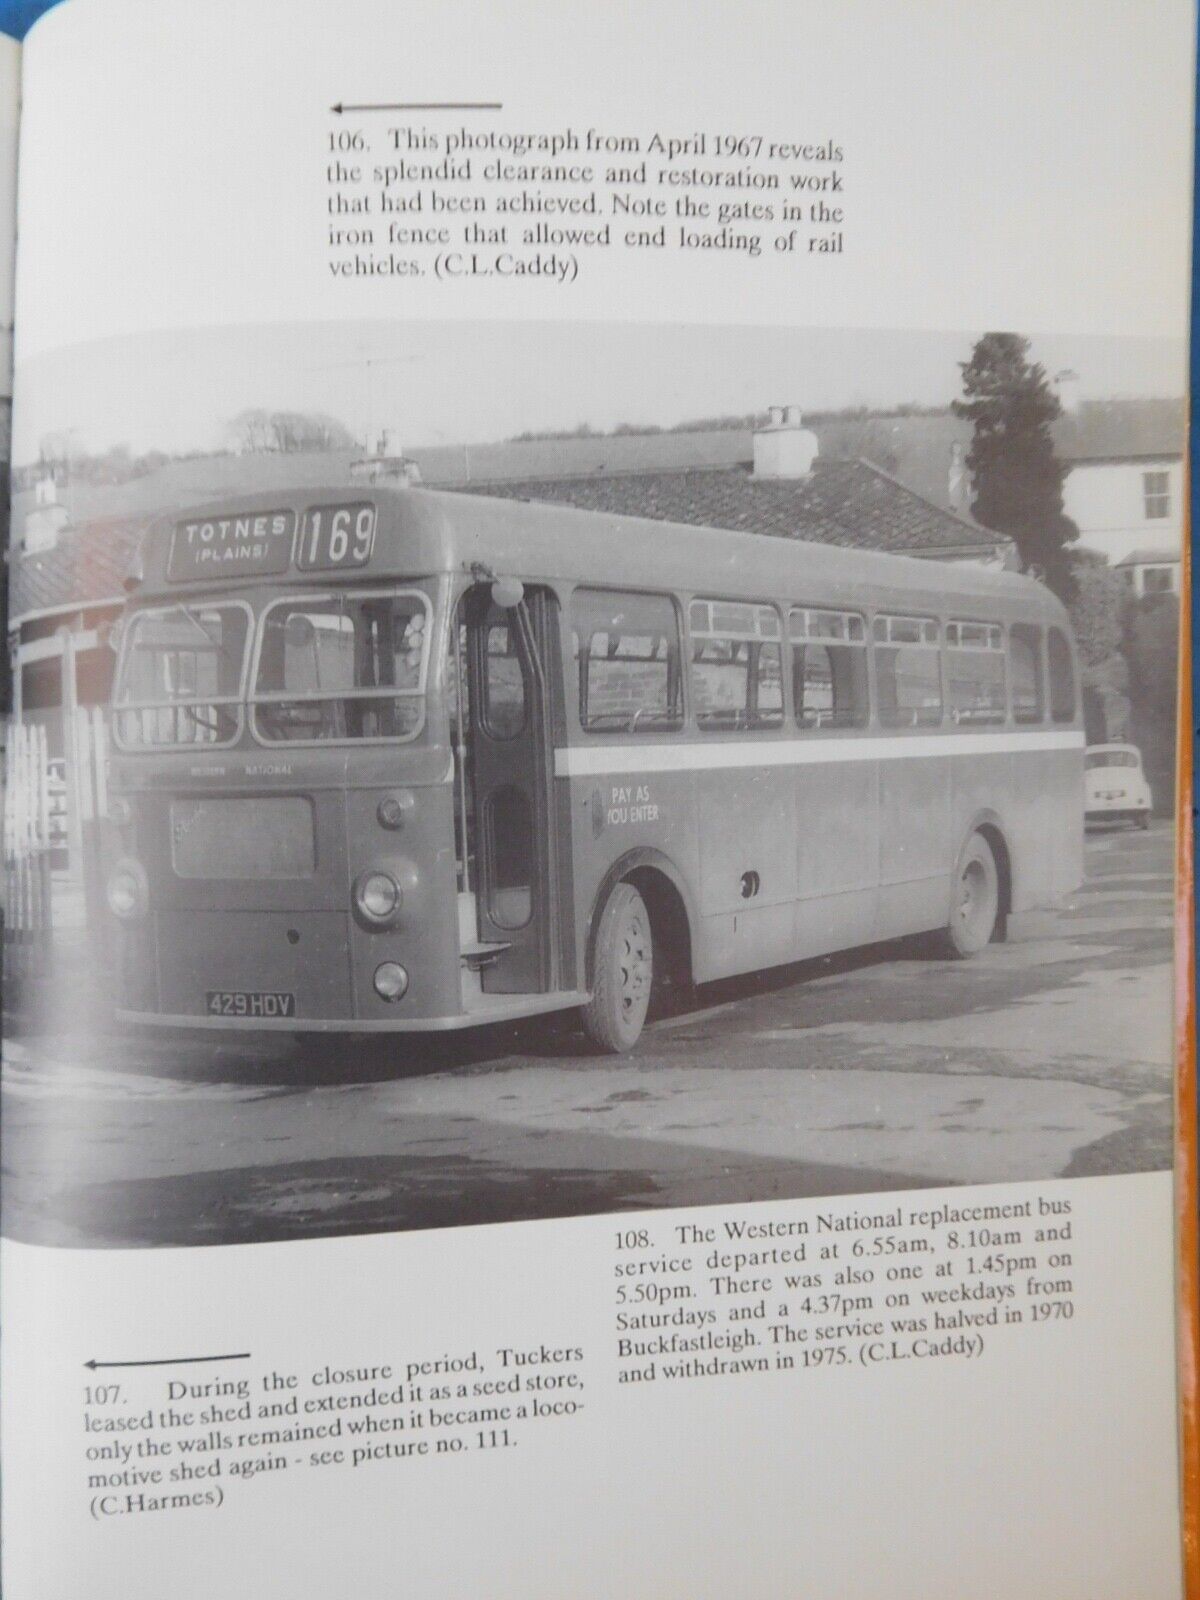 106. This photograph from April 1967 reveals
the splendid clearance and restoration work
that had been achieved. Note the gates in the
iron fence that allowed end loading of rail
vehicles. (C.L.Caddy)
TOTNES
(PLAINS)
169
WESTERN NATIONAL
PAY AS
YOU ENTER
429HDV
107. During the closure period, Tuckers
leased the shed and extended it as a seed store,
only the walls remained when it became a loco-
motive shed again - see picture no. 111.
(C.Harmes)
108. The Western National replacement bus
service departed at 6.55am, 8.10am and
5.50pm. There was also one at 1.45pm on
Saturdays and a 4.37pm on weekdays from
Buckfastleigh. The service was halved in 1970
and withdrawn in 1975. (C.L.Caddy)